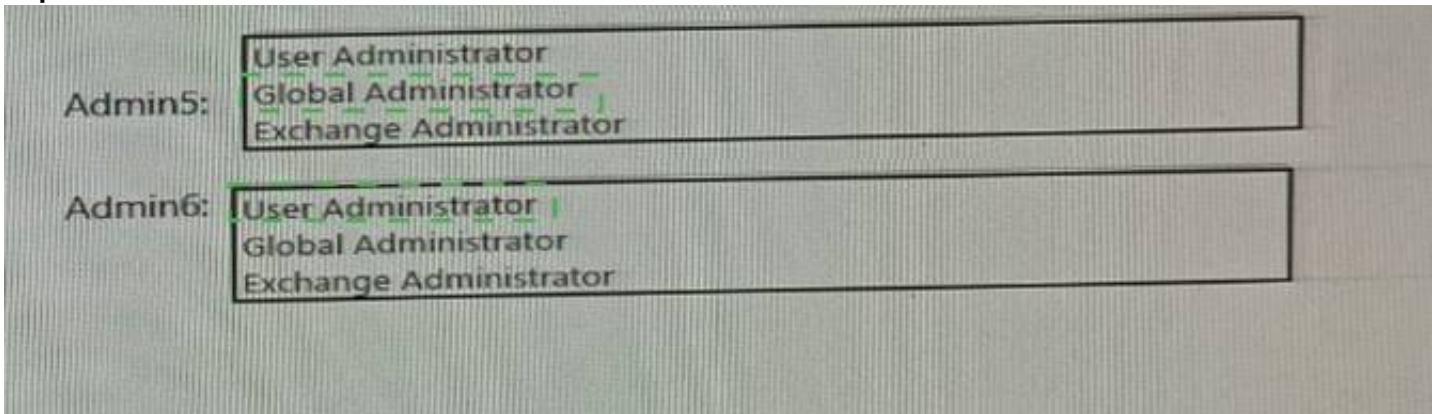 User Administrator
Admin5: Global Administrator
Exchange Administrator
Admin6: User Administrator
Global Administrator
Exchange Administrator